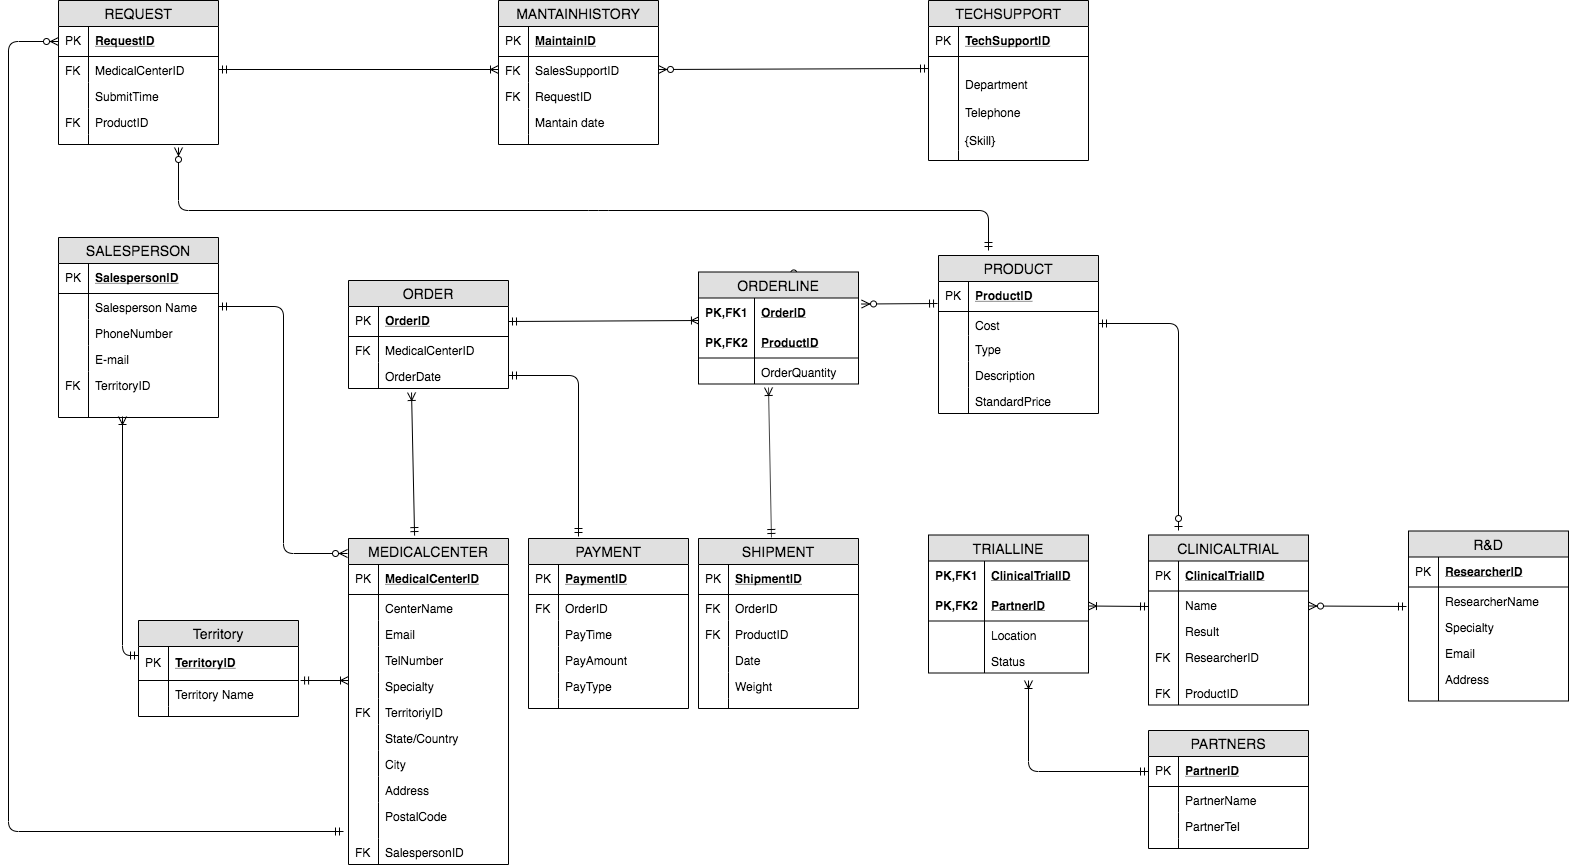 REQUEST
PK RequestID
FK MedicalCenterID
SubmitTime
FK ProductID
MANTAINHISTORY
PK MaintainID
FK SalesSupportID
FK RequestID
Mantain date
TECHSUPPORT
PK TechSupportID
Department
Telephone
{Skill}
SALESPERSON
PK SalespersonID
Salesperson Name
PhoneNumber
E-mail
FK TerritoryID
ORDER
PK OrderID
FK MedicalCenterID
OrderDate
ORDERLINE
PK,FK1 OrderID
PK,FK2 ProductID
OrderQuantity
PRODUCT
PK ProductID
Cost
Type
Description
StandardPrice
Territory
PK TerritoryID
Territory Name
MEDICALCENTER
PK MedicalCenterID
CenterName
Email
TelNumber
Specialty
FK TerritoriyID
State/Country
City
Address
PostalCode
FK SalespersonID
PAYMENT
PK PaymentID
FK OrderID
PayTime
PayAmount
PayType
SHIPMENT
PK ShipmentID
FK OrderID
FK ProductID
Date
Weight
TRIALLINE
PK,FK1 ClinicalTrialID
PK,FK2 PartnerID
Location
Status
CLINICALTRIAL
PK ClinicalTrialID
Name
Result
FK ResearcherID
FK ProductID
R&D
PK ResearcherID
ResearcherName
Specialty
Email
Address
PARTNERS
PK PartnerID
PartnerName
PartnerTel